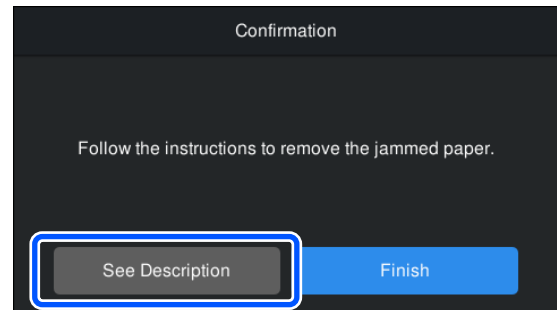 Confirmation
Follow the instructions to remove the jammed paper.
See Description
Finish